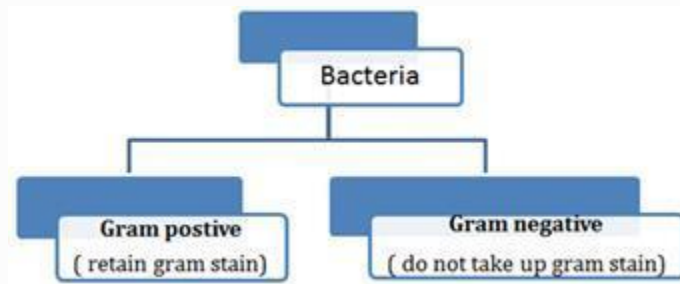 Bacteria
Gram postive
( retain gram stain)
Gram negative
( do not take up gram stain)